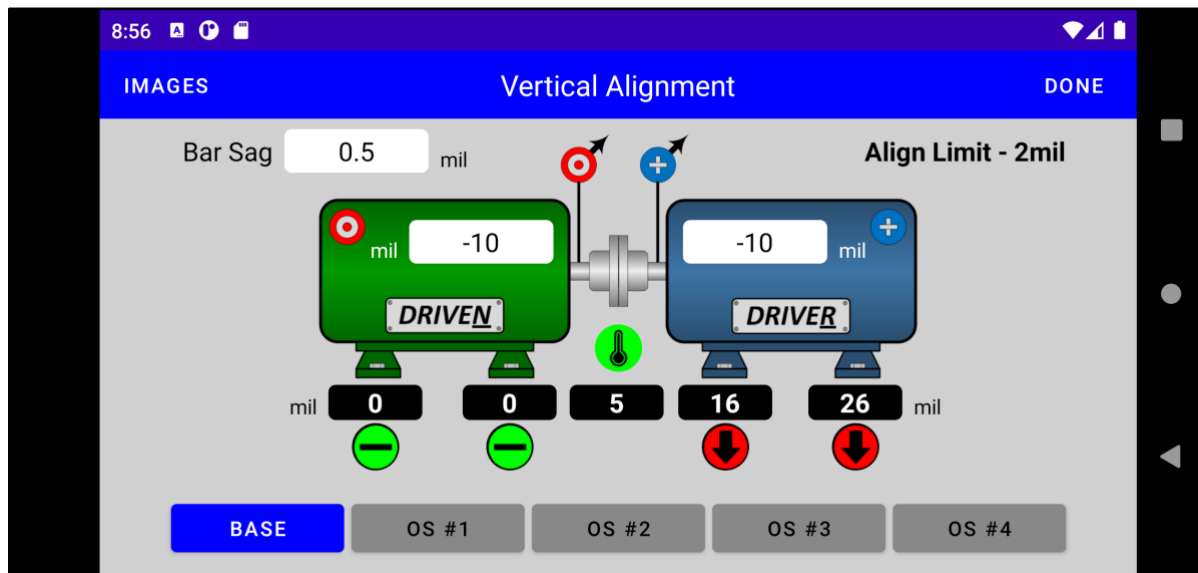 8:56
IMAGES Vertical Alignment DONE
Bar Sag 0.5 mil Align Limit - 2mil
mil -10 -10 mil
DRIVEN DRIVER
mil 0 0 5 16 26 mil
BASE OS #1 OS #2 OS #3 OS #4